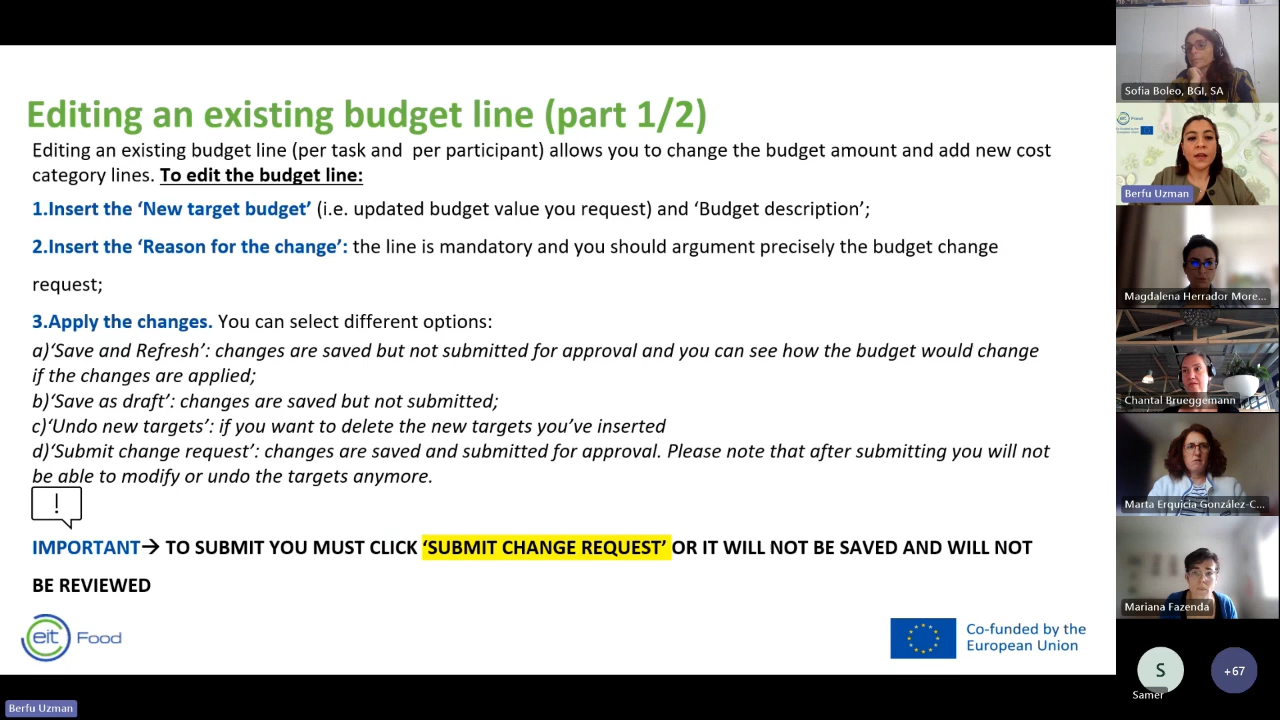 Editing an existing budget line (part 1/2)
Editing an existing budget line (per task and  per participant) allows you to change the budget amount and add new cost
category lines. To edit the budget line:
1.Insert the ‘New target budget’ (i.e. updated budget value you request) and ‘Budget description’;
2.Insert the ‘Reason for the change’: the line is mandatory and you should argument precisely the budget change
request;
3.Apply the changes. You can select different options:
a)‘Save and Refresh’: changes are saved but not submitted for approval and you can see how the budget would change
if the changes are applied;
b)‘Save as draft’: changes are saved but not submitted;
c)‘Undo new targets’: if you want to delete the new targets you’ve inserted
d)‘Submit change request’: changes are saved and submitted for approval. Please note that after submitting you will not
be able to modify or undo the targets anymore.
!
IMPORTANT→ TO SUBMIT YOU MUST CLICK ‘SUBMIT CHANGE REQUEST’ OR IT WILL NOT BE SAVED AND WILL NOT
BE REVIEWED
eit Food
Co-funded by the
European Union
Berfu Uzman
Sofia Boleo, BGI, SA
eit Food
Berfu Uzman
Magdalena Herrador More...
Chantal Brueggemann
Marta Erquicia González-C...
Mariana Fazenda
S
Samer
+67